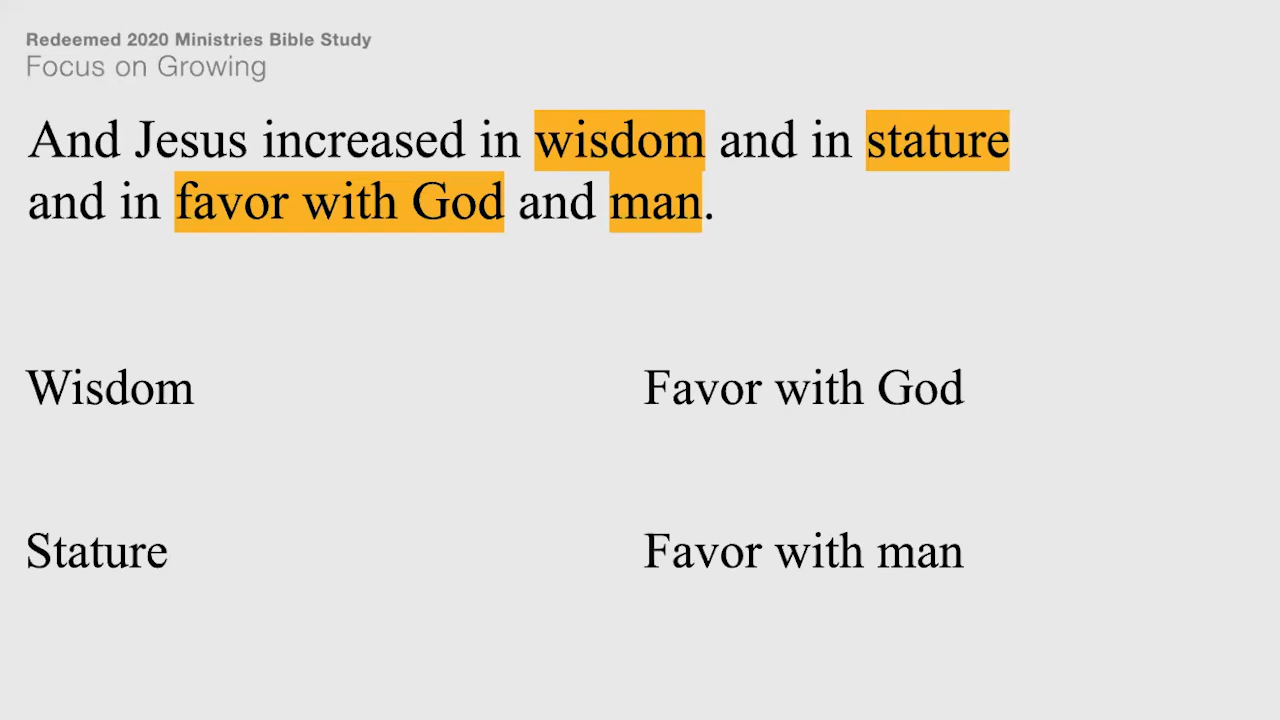 Redeemed 2020 Ministries Bible Study
Focus on Growing
And Jesus increased in wisdom and in stature
and in favor with God and man.
Wisdom
Favor with God
Stature
Favor with man